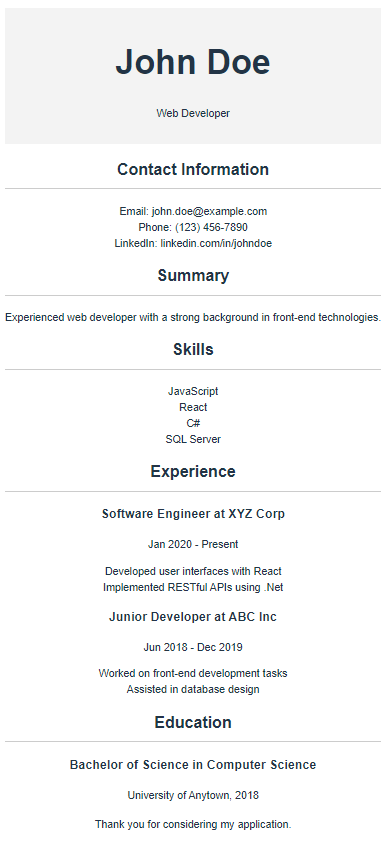 John Doe
Web Developer
Contact Information
Email: john.doe@example.com
Phone: (123) 456-7890
LinkedIn: linkedin.com/in/johndoe
Summary
Experienced web developer with a strong background in front-end technologies.
Skills
JavaScript
React
C#
SQL Server
Experience
Software Engineer at XYZ Corp
Jan 2020 - Present
Developed user interfaces with React
Implemented RESTful APIs using .Net
Junior Developer at ABC Inc
Jun 2018 - Dec 2019
Worked on front-end development tasks
Assisted in database design
Education
Bachelor of Science in Computer Science
University of Anytown, 2018
Thank you for considering my application.